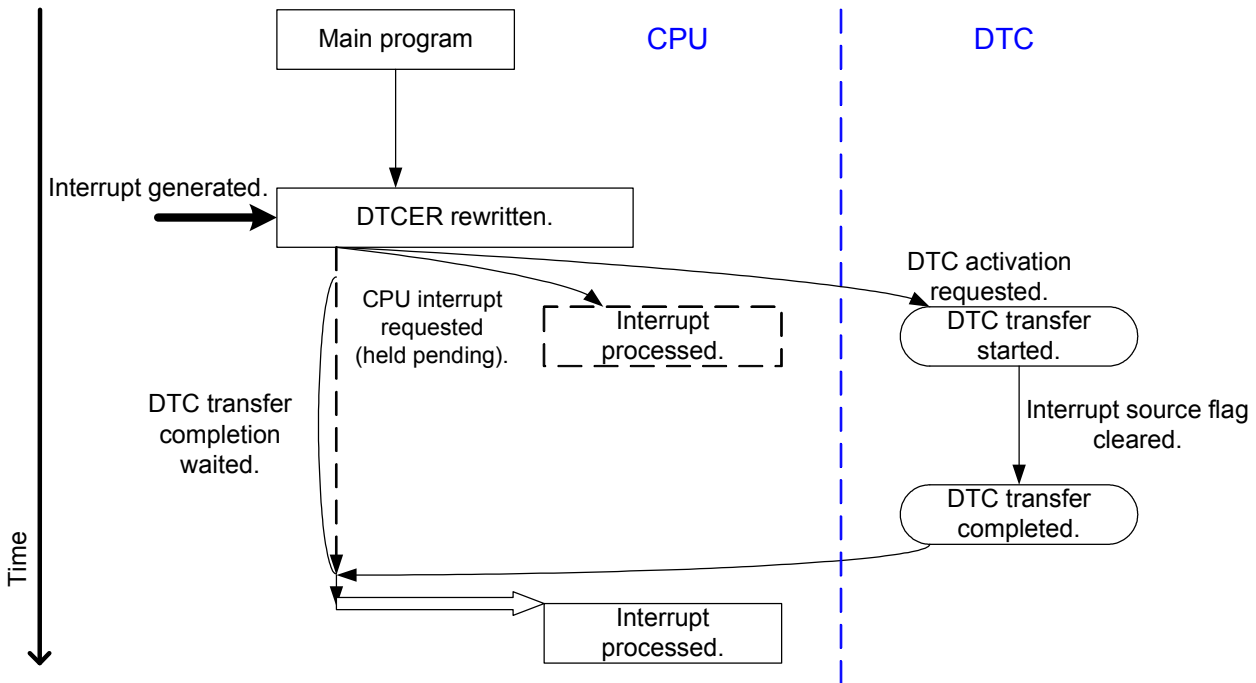 Main program
CPU
DTC
Interrupt generated.
DTCER rewritten.
DTC activation
requested.
CPU interrupt
requested
(held pending).
Interrupt
processed.
DTC transfer
started.
DTC transfer
completion
waited.
Interrupt source flag
cleared.
DTC transfer
completed.
Time
Interrupt
processed.